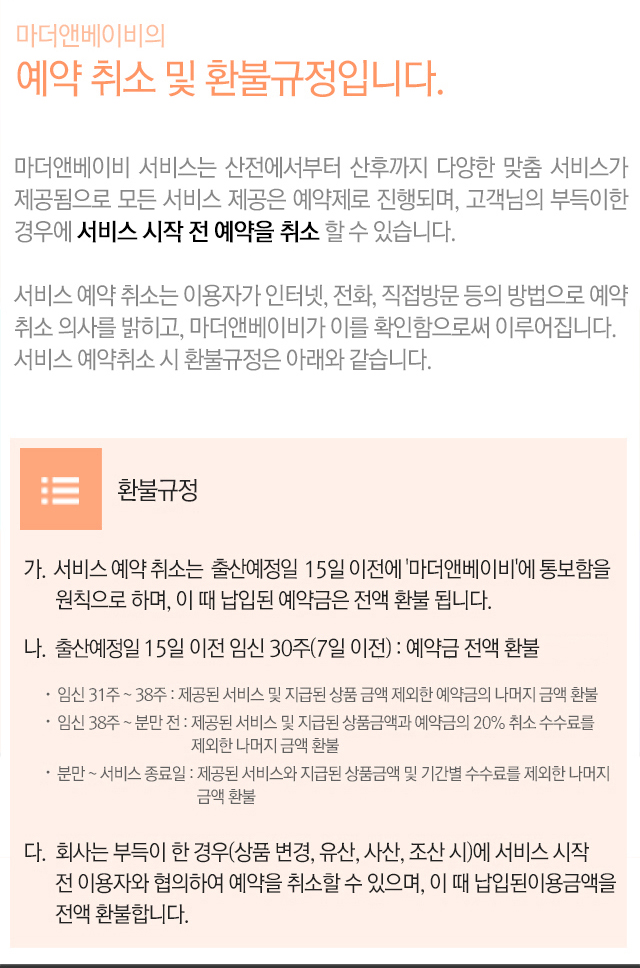 마더앤베이비의
예약 취소 및 환불규정입니다.
마더앤베이비 서비스는 산전에서부터 산후까지 다양한 맞춤 서비스가
제공됨으로 모든 서비스 제공은 예약제로 진행되며, 고객님의 부득이한
경우에 서비스 시작 전 예약을 취소 할 수 있습니다.
서비스 예약 취소는 이용자가 인터넷, 전화, 직접방문 등의 방법으로 예약
취소 의사를 밝히고, 마더앤베이비가 이를 확인함으로써 이루어집니다.
서비스 예약취소 시 환불규정은 아래와 같습니다.
환불규정
가. 서비스 예약 취소는 출산예정일 15일 이전에 '마더앤베이비'에 통보함을
원칙으로 하며, 이 때 납입된 예약금은 전액 환불 됩니다.
나. 출산예정일 15일 이전 임신 30주(7일 이전) : 예약금 전액 환불
· 임신 31주 ~ 38주 : 제공된 서비스 및 지급된 상품 금액 제외한 예약금의 나머지 금액 환불
· 임신 38주 ~ 분만 전 : 제공된 서비스 및 지급된 상품금액과 예약금의 20% 취소 수수료를
제외한 나머지 금액 환불
· 분만 ~ 서비스 종료일 : 제공된 서비스와 지급된 상품금액 및 기간별 수수료를 제외한 나머지
금액 환불
다. 회사는 부득이 한 경우(상품 변경, 유산, 사산, 조산 시)에 서비스 시작
전 이용자와 협의하여 예약을 취소할 수 있으며, 이 때 납입된이용금액을
전액 환불합니다.